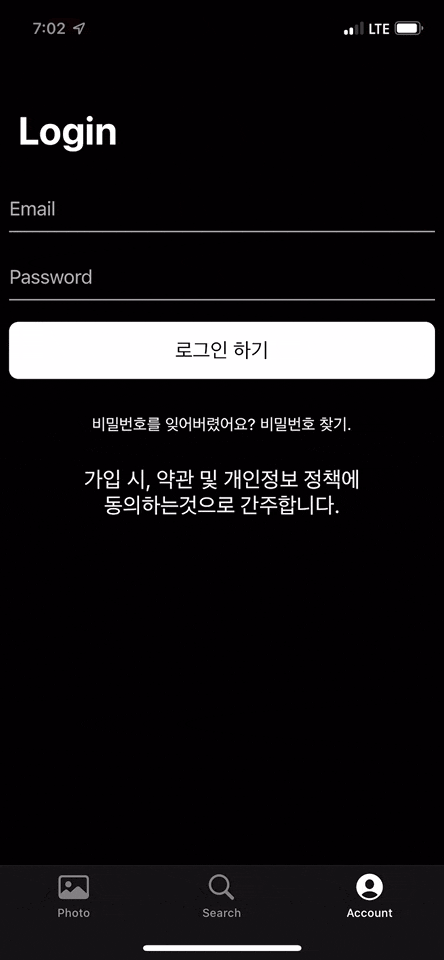 7:02
LTE
Login
Email
Password
로그인 하기
비밀번호를 잊어버렸어요? 비밀번호 찾기.
가입 시, 약관 및 개인정보 정책에
동의하는것으로 간주합니다.
Photo
Search
Account